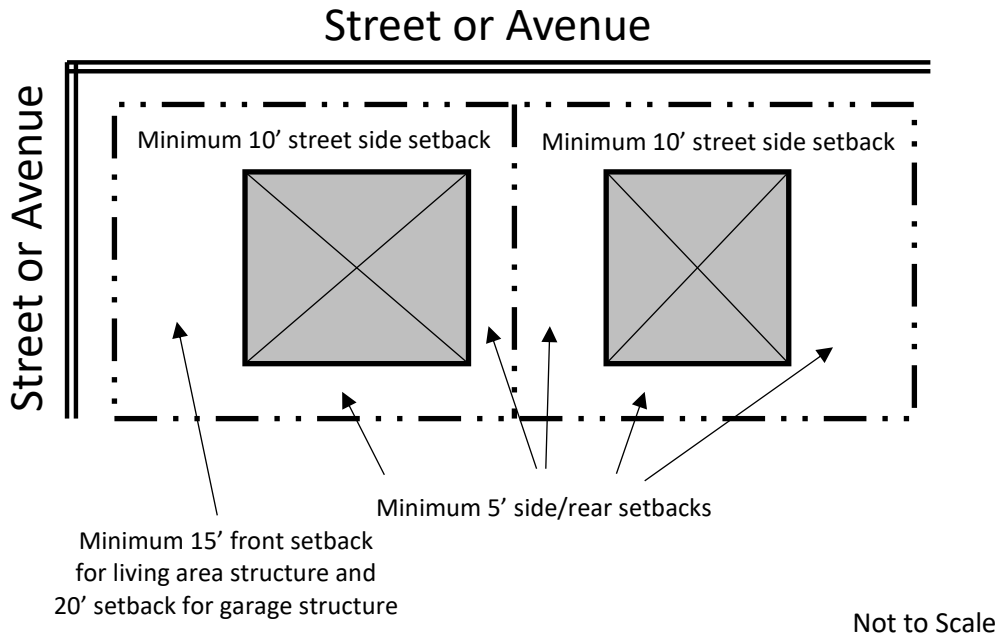 Street or Avenue
Street or Avenue
Minimum 10’ street side setback
Minimum 10’ street side setback
Minimum 5’ side/rear setbacks
Minimum 15’ front setback
for living area structure and
20’ setback for garage structure
Not to Scale